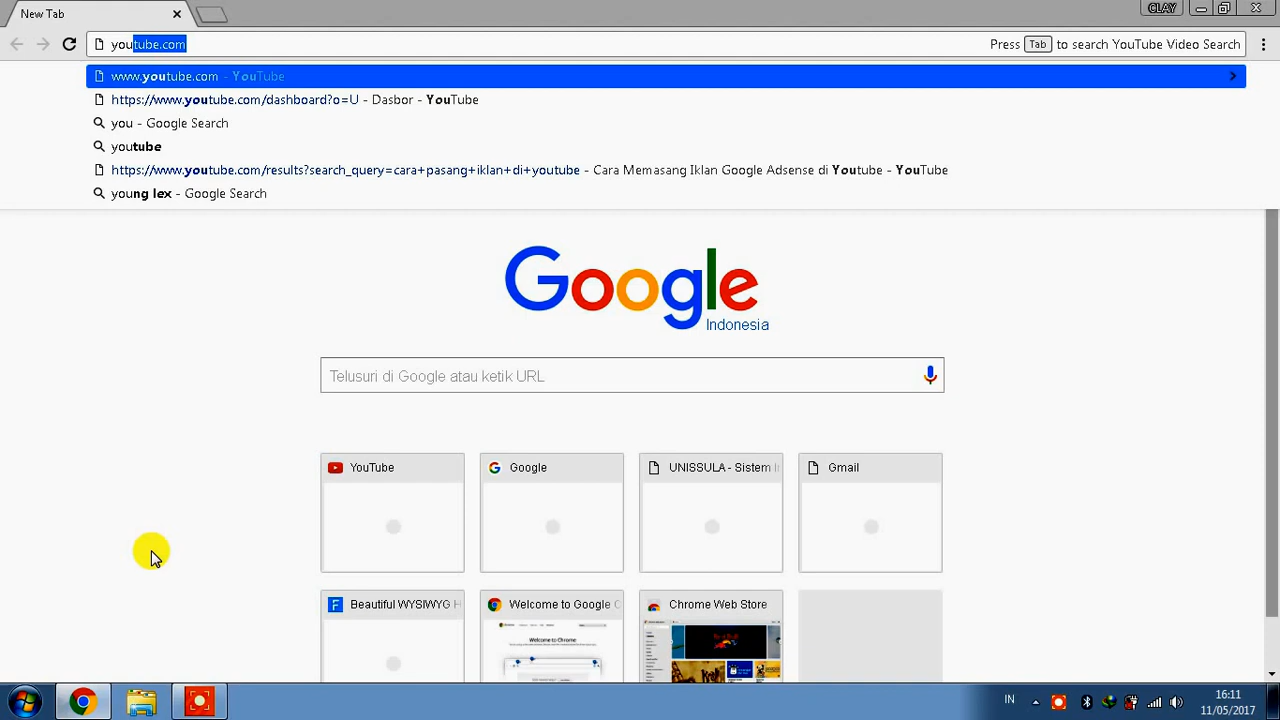 New Tab
CLAY
youtube.com
Press Tab to search YouTube Video Search
www.youtube.com - YouTube
https://www.youtube.com/dashboard?o=U - Dasbor - YouTube
you - Google Search
youtube
https://www.youtube.com/results?search_query=cara+pasang+iklan+di+youtube - Cara Memasang Iklan Google Adsense di Youtube - YouTube
young lex - Google Search
Google
Indonesia
Telusuri di Google atau ketik URL
YouTube
Google
UNISSULA - Sistem I
Gmail
Beautiful WYSIWYG H
Welcome to Google C
Chrome Web Store
Welcome to Chrome
IN
16:11
11/05/2017